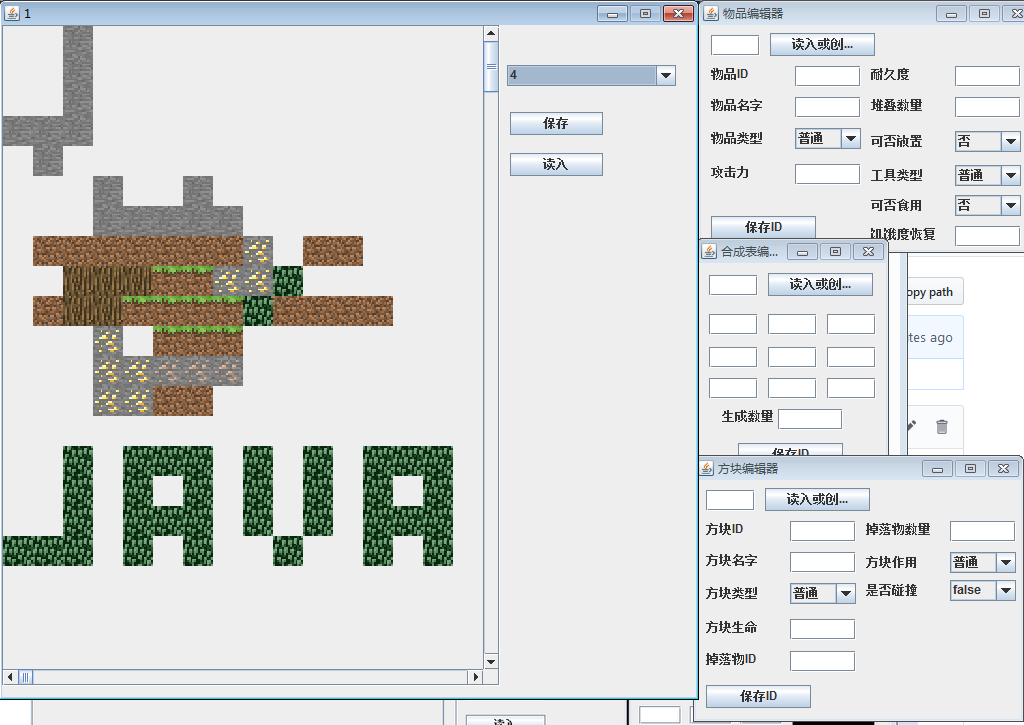 1
4
保存
读入
JAVA
物品编辑器
读入或创...
物品ID
耐久度
物品名字
堆叠数量
物品类型
普通
可否放置
否
攻击力
工具类型
普通
可否食用
否
保存ID
饥饿度恢复
合成表编...
读入或创...
生成数量
保存ID
opy path
tes ago
方块编辑器
读入或创...
方块ID
掉落物数量
方块名字
方块作用
普通
方块类型
普通
是否碰撞
false
方块生命
掉落物ID
保存ID
读入